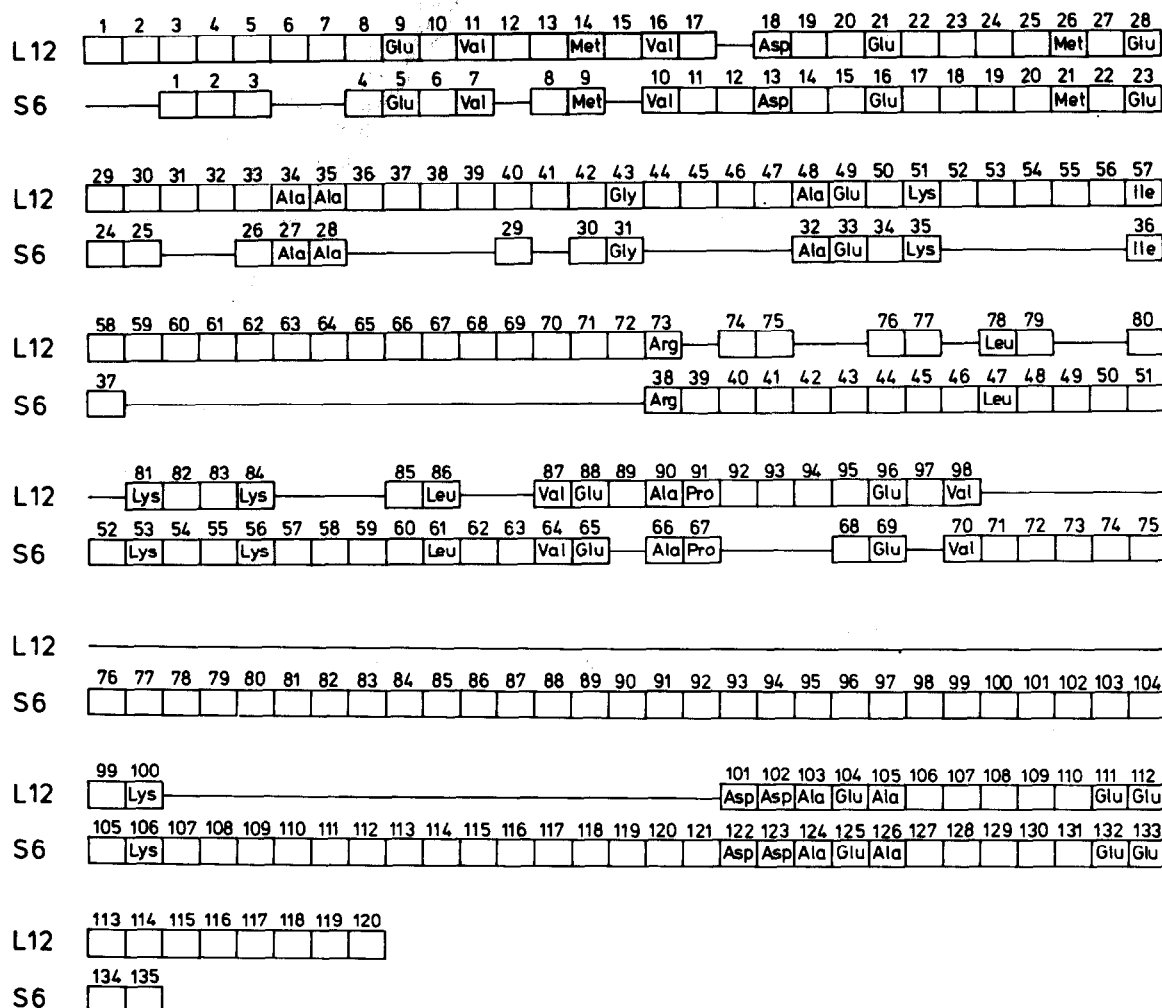 1 2 3 4 5 6 7 8 9 10 11 12 13 14 15 16 17 18 19 20 21 22 23 24 25 26 27 28
L12 Glu Val Met Val Asp Glu Met Glu
1 2 3 4 5 6 7 8 9 10 11 12 13 14 15 16 17 18 19 20 21 22 23
S6 Glu Val Met Val Asp Glu Met Glu
29 30 31 32 33 34 35 36 37 38 39 40 41 42 43 44 45 46 47 48 49 50 51 52 53 54 55 56 57
L12 Ala Ala Gly Ala Glu Lys Ile
24 25 26 27 28 29 30 31 32 33 34 35 36
S6 Ala Ala Gly Ala Glu Lys Ile
58 59 60 61 62 63 64 65 66 67 68 69 70 71 72 73 74 75 76 77 78 79 80
L12 Arg Leu
37 38 39 40 41 42 43 44 45 46 47 48 49 50 51
S6 Arg Leu
81 82 83 84 85 86 87 88 89 90 91 92 93 94 95 96 97 98
L12 Lys Lys Leu Val Glu Ala Pro Glu Val
52 53 54 55 56 57 58 59 60 61 62 63 64 65 66 67 68 69 70 71 72 73 74 75
S6 Lys Lys Leu Val Glu Ala Pro Glu Val
L12
76 77 78 79 80 81 82 83 84 85 86 87 88 89 90 91 92 93 94 95 96 97 98 99 100 101 102 103 104
S6
99 100 101 102 103 104 105 106 107 108 109 110 111 112
L12 Lys Asp Asp Ala Glu Ala Glu Glu
105 106 107 108 109 110 111 112 113 114 115 116 117 118 119 120 121 122 123 124 125 126 127 128 129 130 131 132 133
S6 Lys Asp Asp Ala Glu Ala Glu Glu
113 114 115 116 117 118 119 120
L12
134 135
S6